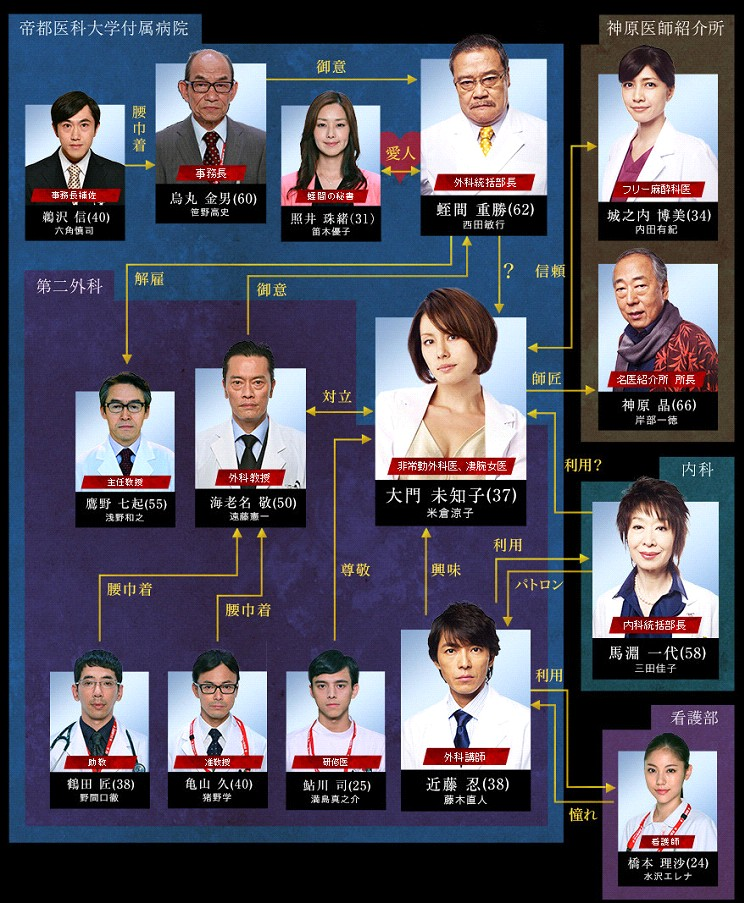 帝都医科大学付属病院
神原医師紹介所
御意
腰巾着
愛人
事務長補佐
鵜沢 信(40)
六角慎司
事務長
烏丸 金男(60)
笹野高史
蛭間の秘書
照井 珠緒(31)
笛木優子
外科統括部長
蛭間 重勝(62)
西田敏行
フリー麻酔科医
城之内 博美(34)
内田有紀
第二外科
解雇
御意
？
信頼
師匠
名医紹介所 所長
神原 晶(66)
岸部一徳
対立
主任教授
鷹野 七起(55)
浅野和之
外科教授
海老名 敬(50)
遠藤憲一
非常勤外科医、凄腕女医
大門 未知子(37)
米倉涼子
利用？
内科
内科統括部長
馬淵 一代(58)
三田佳子
腰巾着
腰巾着
尊敬
興味
利用
パトロン
助教
鶴田 匠(38)
野間口徹
准教授
亀山 久(40)
猪野学
研修医
鮎川 司(25)
満島真之介
外科講師
近藤 忍(38)
藤木直人
利用
憧れ
看護部
看護師
橋本 理沙(24)
水沢エレナ